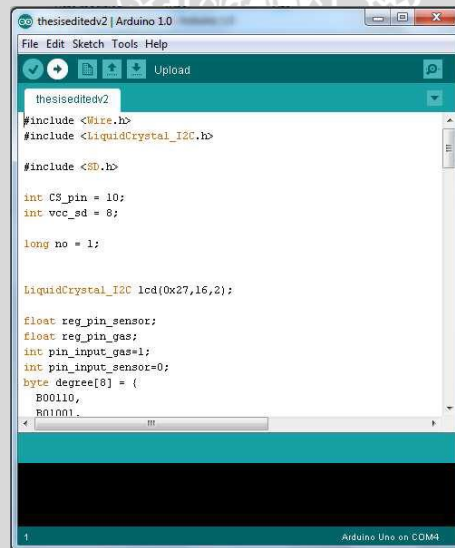 thesiseditedv2 | Arduino 1.0
File Edit Sketch Tools Help
Upload
thesiseditedv2
#include <Wire.h>
#include <LiquidCrystal_I2C.h>
#include <SD.h>
int CS_pin = 10;
int vcc_sd = 8;
long no = 1;
LiquidCrystal_I2C lcd(0x27,16,2);
float reg_pin_sensor;
float reg_pin_gas;
int pin_input_gas=1;
int pin_input_sensor=0;
byte degree[8] = {
B00110,
B01001,
1
Arduino Uno on COM4